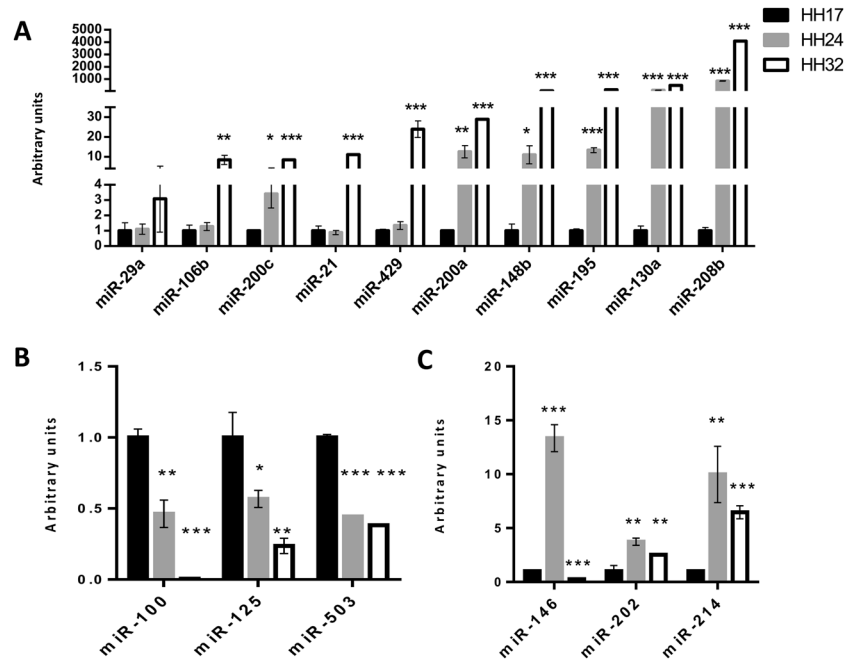 A
HH17
HH24
HH32
Arbitrary units
5000
4000
3000
2000
1000
30
20
10
4
3
2
1
0
** * *** *** *** ** *** * *** *** *** *** *** *** ***
miR-29a
miR-106b
miR-200c
miR-21
miR-429
miR-200a
miR-148b
miR-195
miR-130a
miR-208b
B
Arbitrary units
1.5
1.0
0.5
0.0
** *** * ** *** ***
miR-100
miR-125
miR-503
C
Arbitrary units
20
15
10
5
0
*** *** ** ** ** ***
miR-146
miR-202
miR-214